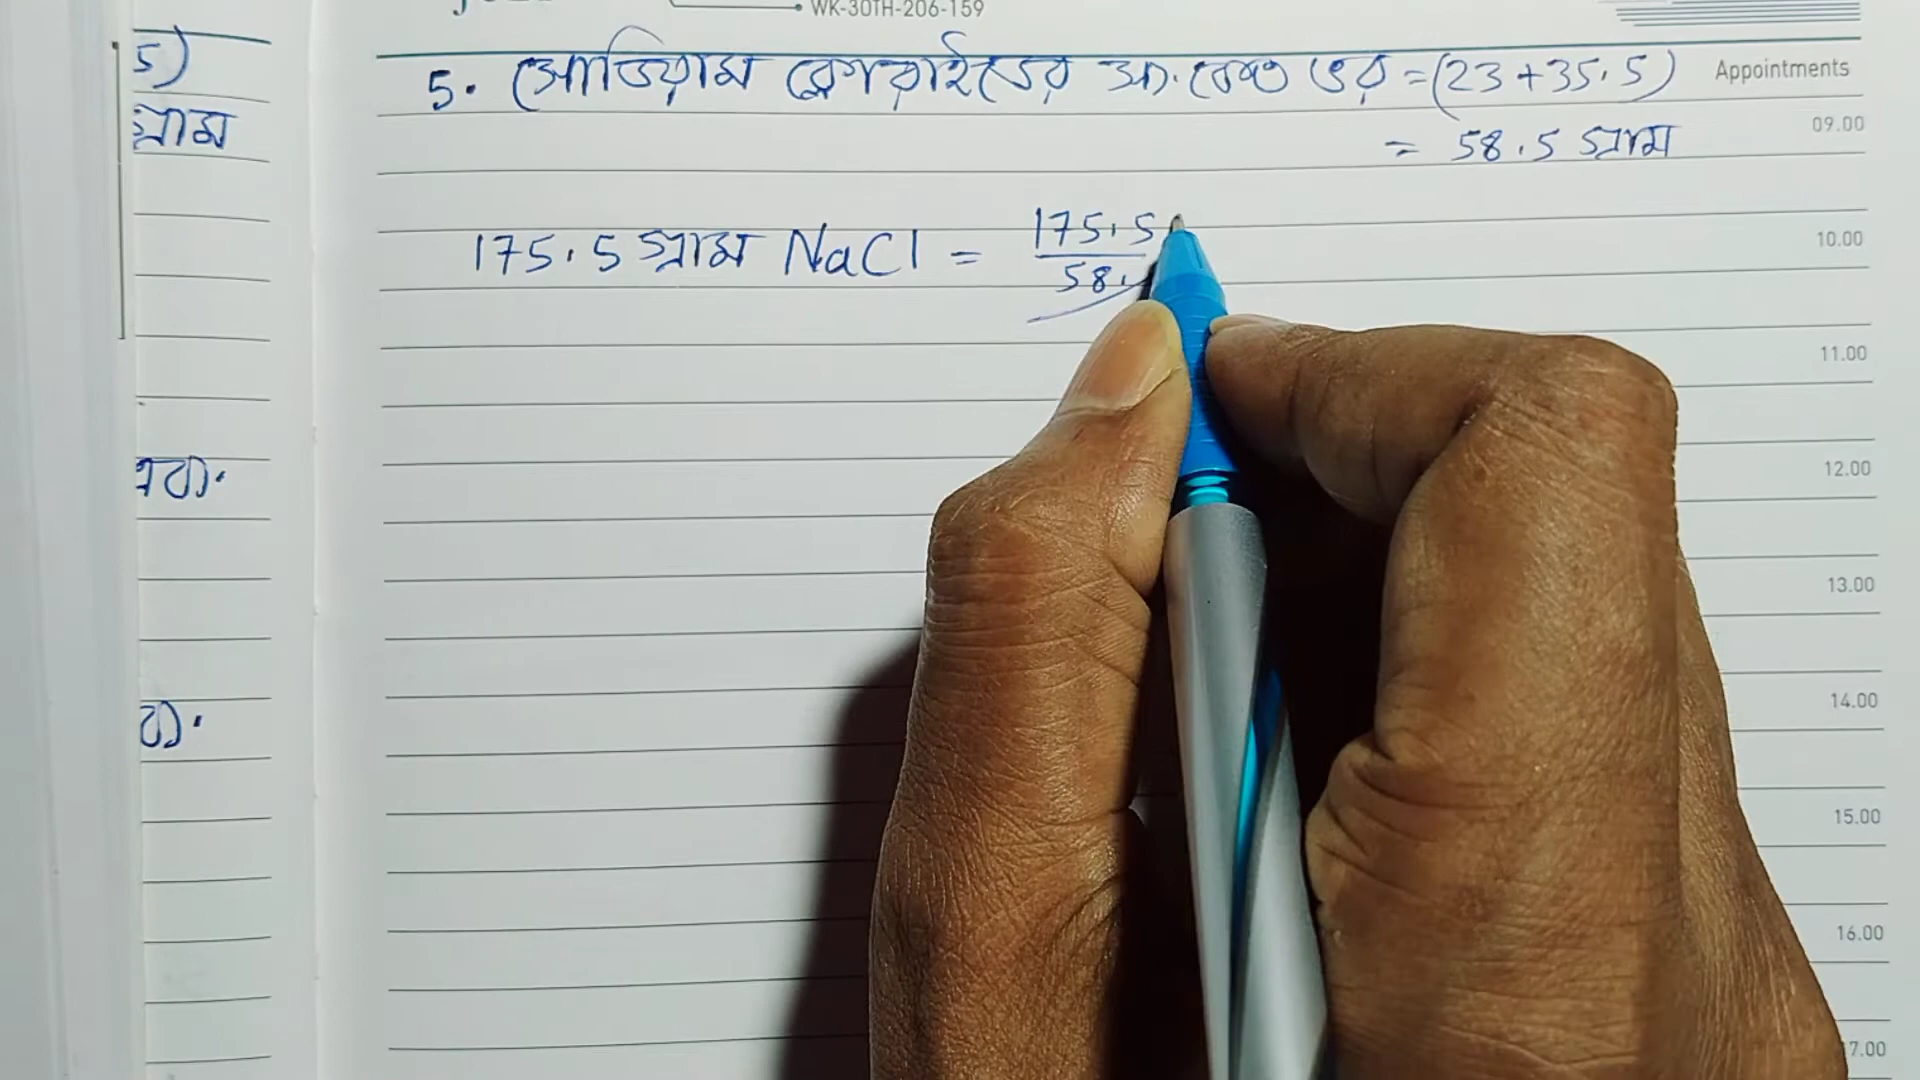 WK-30TH-206-159
5)
5. সোডিয়াম ক্লোরাইডের আ. বেক্ষ ভর = (23+35.5)
Appointments
গ্রাম
= 58.5 গ্রাম
09.00
175.5 গ্রাম NaCl = 175.5
58.
10.00
11.00
12.00
13.00
14.00
15.00
16.00
17.00